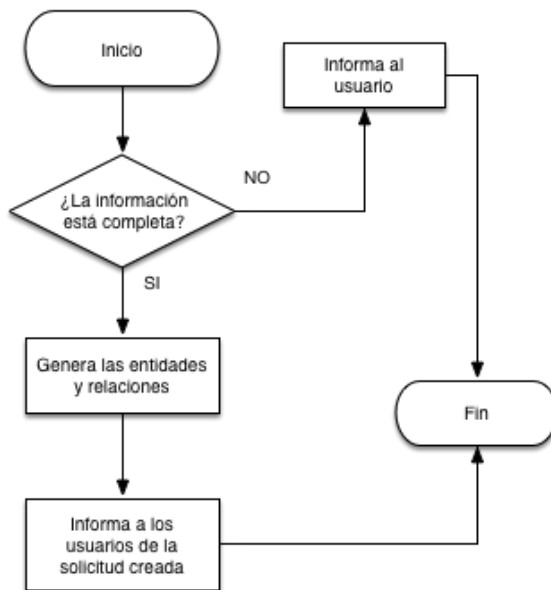 Inicio
Informa al
usuario
¿La información
está completa?
NO
SI
Genera las entidades
y relaciones
Fin
Informa a los
usuarios de la
solicitud creada